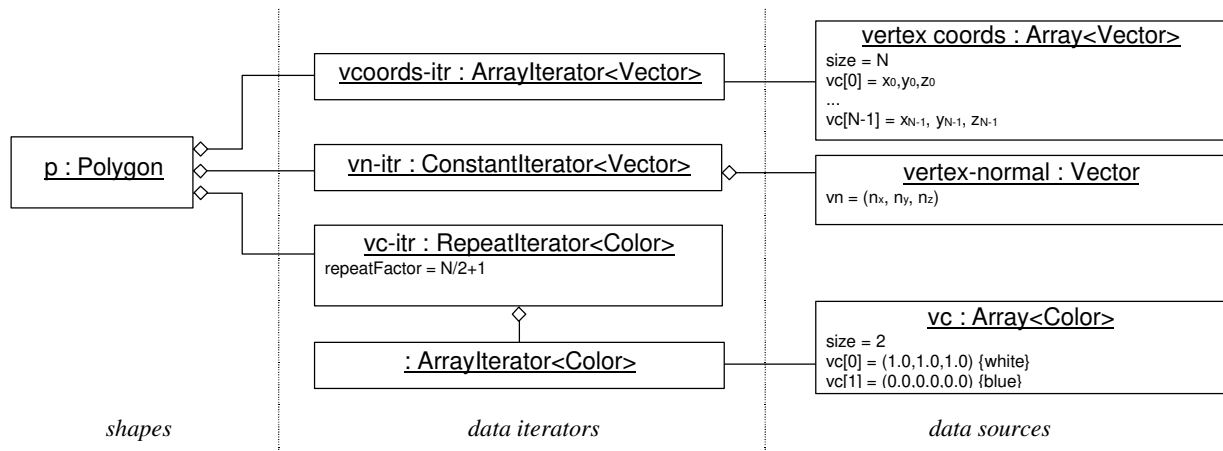 vertex coords : Array<Vector>
size = N
vc[0] = x0,y0,z0
...
vc[N-1] = xN-1, yN-1, zN-1
vcoords-itr : ArrayIterator<Vector>
p : Polygon
vn-itr : ConstantIterator<Vector>
vertex-normal : Vector
vn = (nx, ny, nz)
vc-itr : RepeatIterator<Color>
repeatFactor = N/2+1
: ArrayIterator<Color>
vc : Array<Color>
size = 2
vc[0] = (1.0,1.0,1.0) {white}
vc[1] = (0.0,0.0,0.0) {blue}
shapes
data iterators
data sources